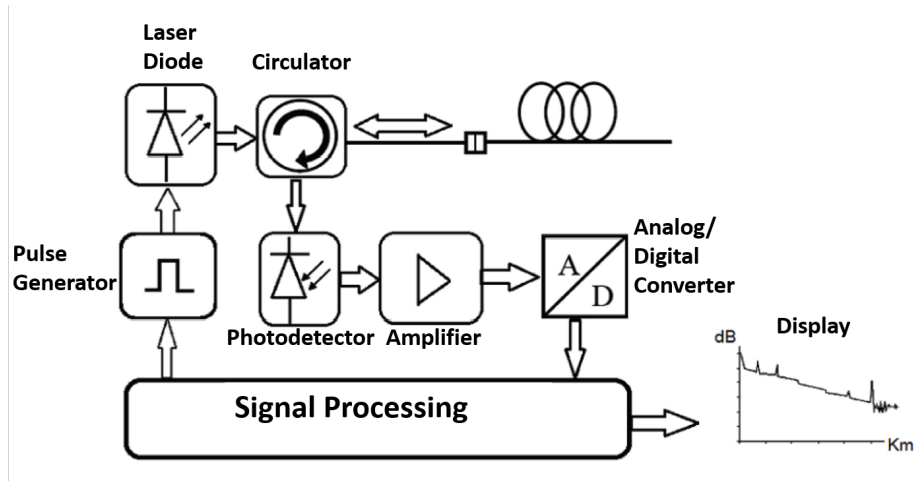 Laser
Diode
Circulator
Pulse
Generator
Photodetector
Amplifier
A
D
Analog/
Digital
Converter
Signal Processing
Display
dB
Km